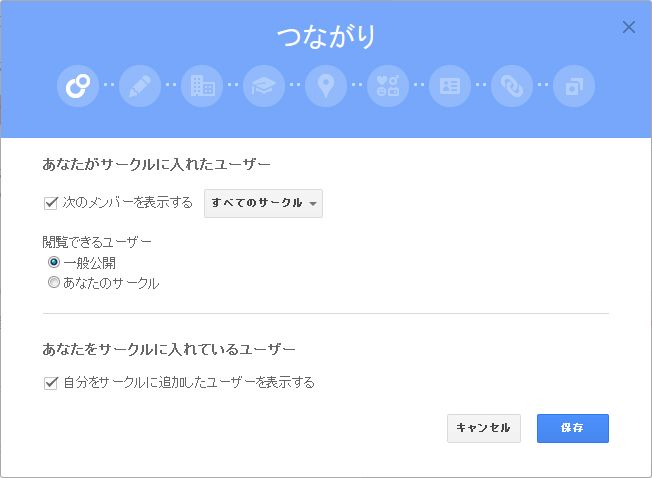 つながり
あなたがサークルに入れたユーザー
次のメンバーを表示する すべてのサークル
閲覧できるユーザー
一般公開
あなたのサークル
あなたをサークルに入れているユーザー
自分をサークルに追加したユーザーを表示する
キャンセル 保存